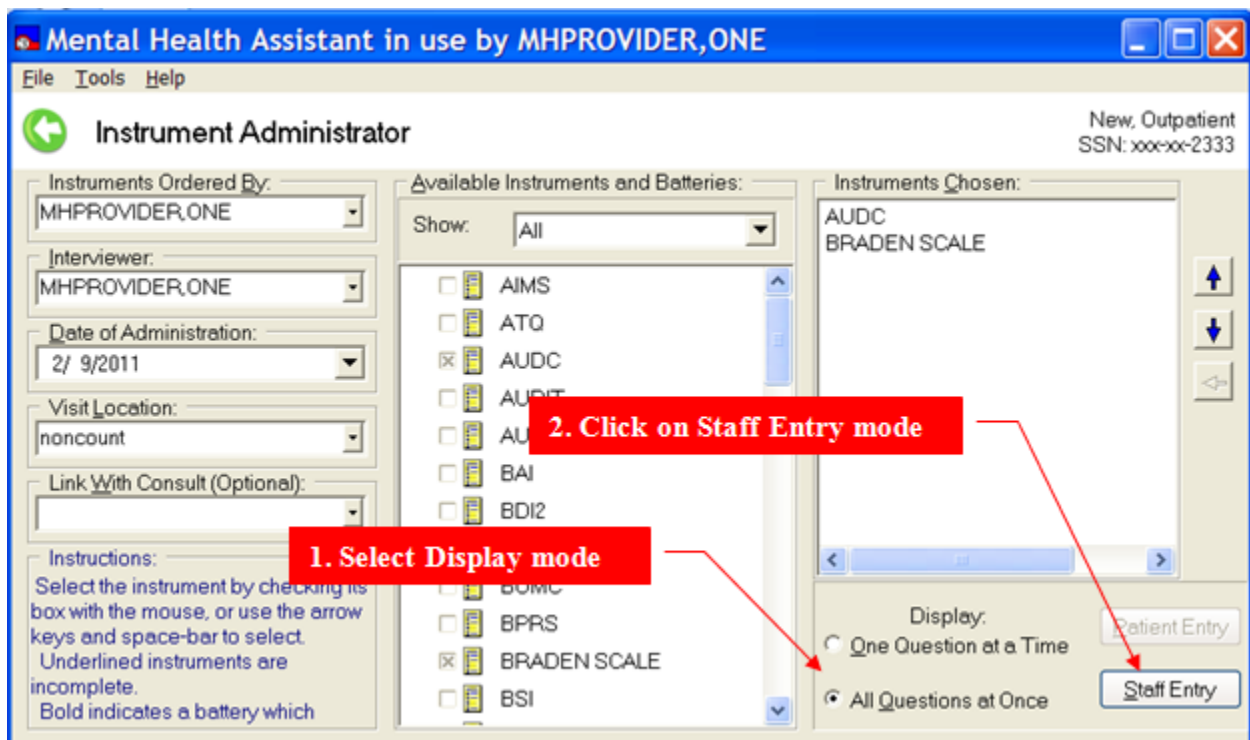 Mental Health Assistant in use by MHPROVIDER,ONE
File Tools Help
Instrument Administrator
New, Outpatient
SSN: xxx-xx-2333
Instruments Ordered By:
MHPROVIDER,ONE
Interviewer:
MHPROVIDER,ONE
Date of Administration:
2/ 9/2011
Visit Location:
noncount
Link With Consult (Optional):
Instructions:
Select the instrument by checking its
box with the mouse, or use the arrow
keys and space-bar to select.
Underlined instruments are
incomplete.
Bold indicates a battery which
Available Instruments and Batteries:
Show: All
AIMS
ATQ
AUDC
BAI
BDI2
BPRS
BRADEN SCALE
BSI
Instruments Chosen:
AUDC
BRADEN SCALE
2. Click on Staff Entry mode
1. Select Display mode
Display:
One Question at a Time
All Questions at Once
Patient Entry
Staff Entry